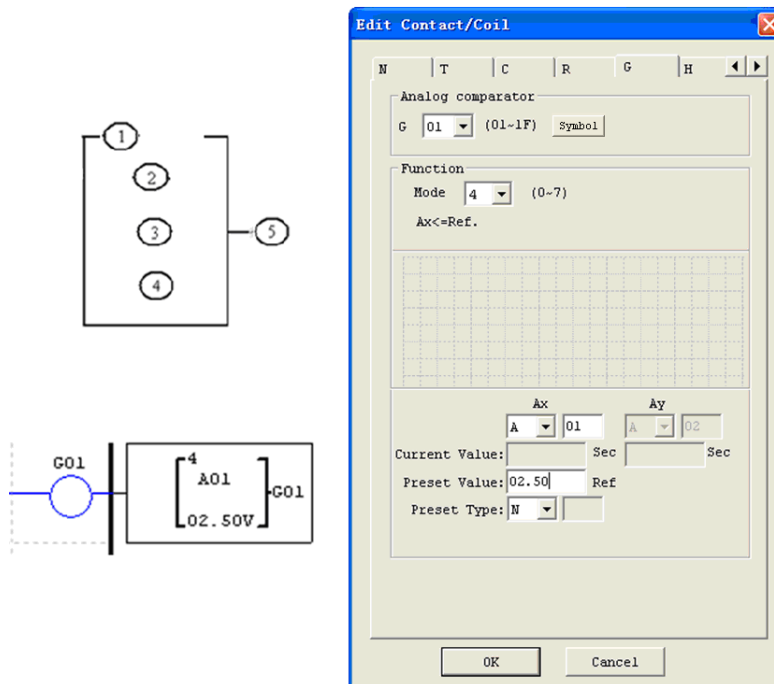 1
2
3
4
5
G01
4
A01
02.50V
G01
Edit Contact/Coil
N T C R G H
Analog comparator
G 01 (01~1F) Symbol
Function
Mode 4 (0~7)
Ax<=Ref.
Ax Ay
A 01 A 02
Current Value: Sec Sec
Preset Value: 02.50 Ref
Preset Type: N
OK Cancel